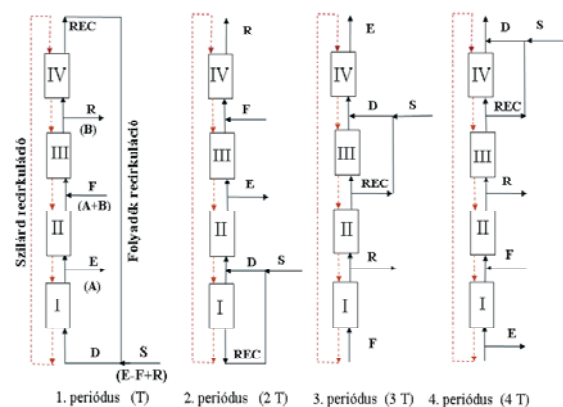 REC
IV
R
(B)
III
F
(A+B)
II
E
(A)
I
D
S
(E-F+R)
Szilárd recirkuláció
Folyadék recirkuláció
1. periódus (T)
R
IV
F
III
E
II
D
S
I
REC
2. periódus (2 T)
E
IV
D
S
III
REC
II
R
I
F
3. periódus (3 T)
D
S
IV
REC
III
R
II
F
I
E
4. periódus (4 T)